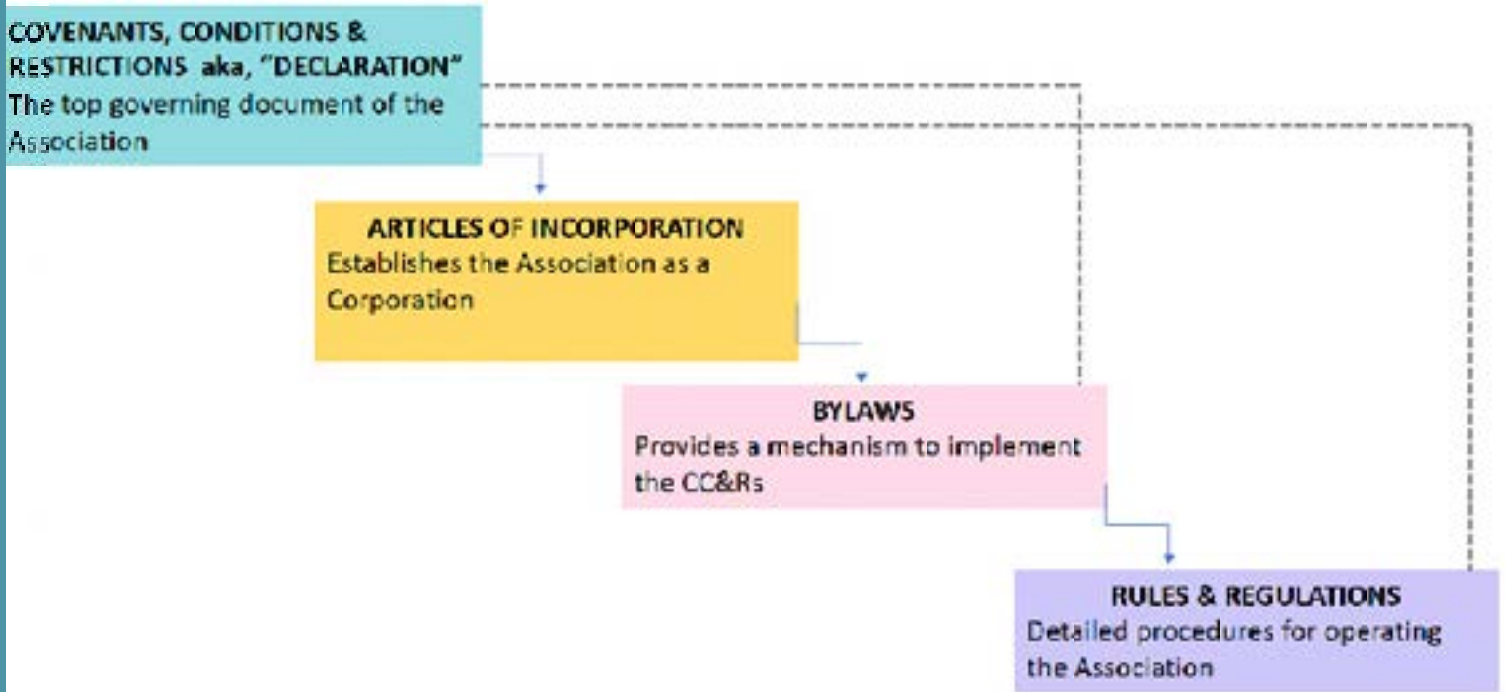 COVENANTS, CONDITIONS &
RESTRICTIONS aka, "DECLARATION"
The top governing document of the
Association
ARTICLES OF INCORPORATION
Establishes the Association as a
Corporation
BYLAWS
Provides a mechanism to implement
the CC&Rs
RULES & REGULATIONS
Detailed procedures for operating
the Association